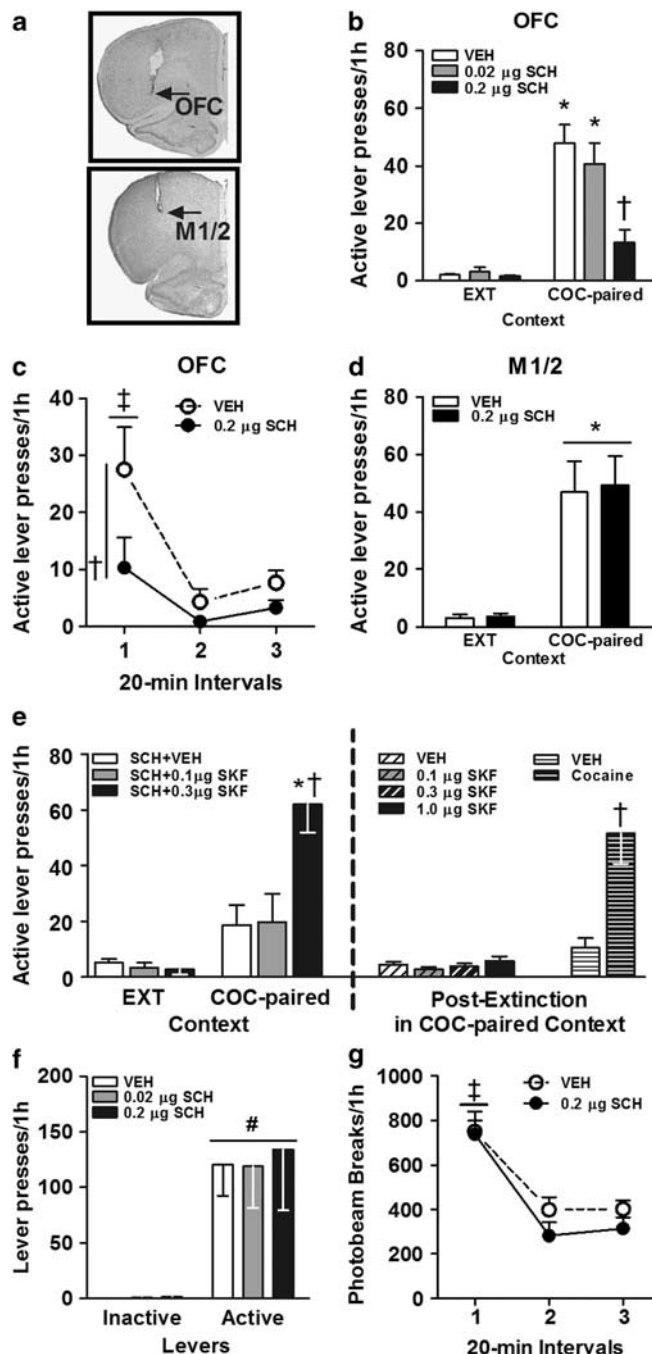 a
OFC
M1/2
b
OFC
VEH
0.02 µg SCH
0.2 µg SCH
Active lever presses/1h
80
60
40
20
0
*
*
†
EXT
COC-paired
Context
c
OFC
VEH
0.2 µg SCH
Active lever presses/1h
40
30
20
10
0
‡
†
1
2
3
20-min Intervals
d
M1/2
VEH
0.2 µg SCH
Active lever presses/1h
80
60
40
20
0
*
EXT
COC-paired
Context
e
Active lever presses/1h
80
60
40
20
0
SCH+VEH
SCH+0.1µg SKF
SCH+0.3µg SKF
*†
EXT
COC-paired
Context
VEH
0.1 µg SKF
0.3 µg SKF
1.0 µg SKF
VEH
Cocaine
†
Post-Extinction
in COC-paired Context
f
VEH
0.02 µg SCH
0.2 µg SCH
Lever presses/1h
200
150
100
50
0
#
Inactive
Active
Levers
g
VEH
0.2 µg SCH
Photobeam Breaks/1h
1000
800
600
400
200
0
‡
1
2
3
20-min Intervals